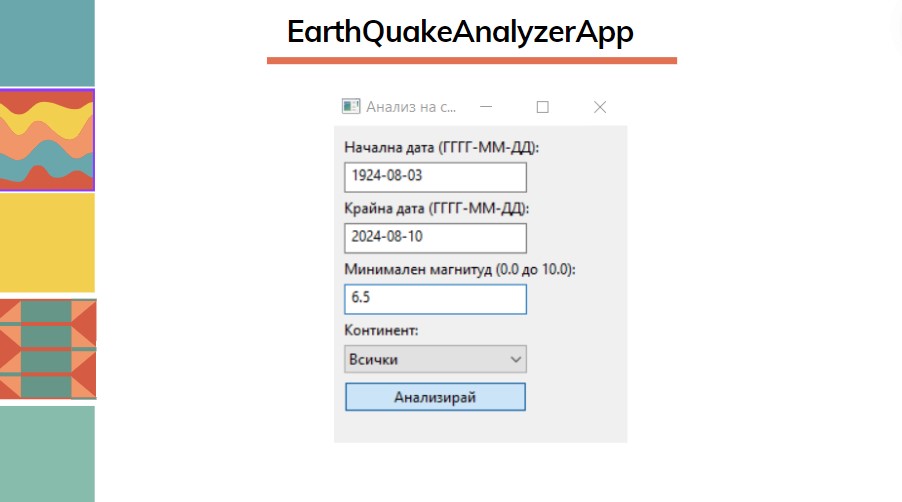 EarthQuakeAnalyzerApp
Анализ на с...
Начална дата (ГГГГ-ММ-ДД):
1924-08-03
Крайна дата (ГГГГ-ММ-ДД):
2024-08-10
Минимален магнитуд (0.0 до 10.0):
6.5
Континент:
Всички
Анализирай